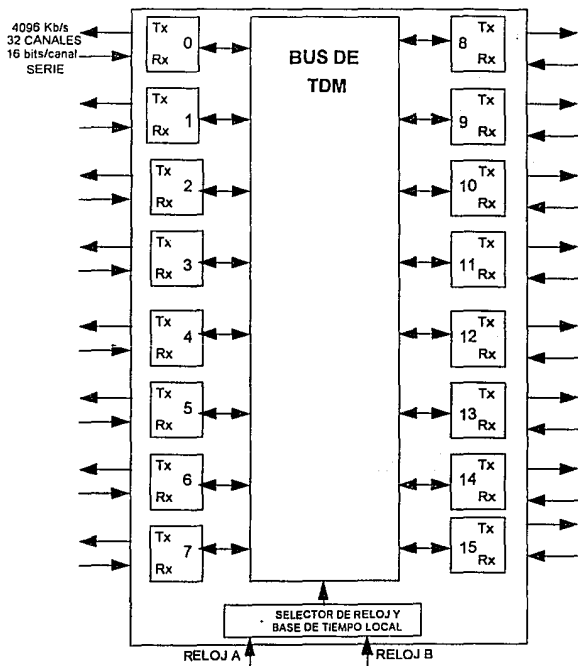 4096 Kb/s
32 CANALES
16 bits/canal
SERIE
Tx
0
Rx
Tx
1
Rx
Tx
2
Rx
Tx
3
Rx
Tx
4
Rx
Tx
5
Rx
Tx
6
Rx
Tx
7
Rx
BUS DE
TDM
Tx
8
Rx
Tx
9
Rx
Tx
10
Rx
Tx
11
Rx
Tx
12
Rx
Tx
13
Rx
Tx
14
Rx
Tx
15
Rx
SELECTOR DE RELOJ Y
BASE DE TIEMPO LOCAL
RELOJ A
RELOJ B